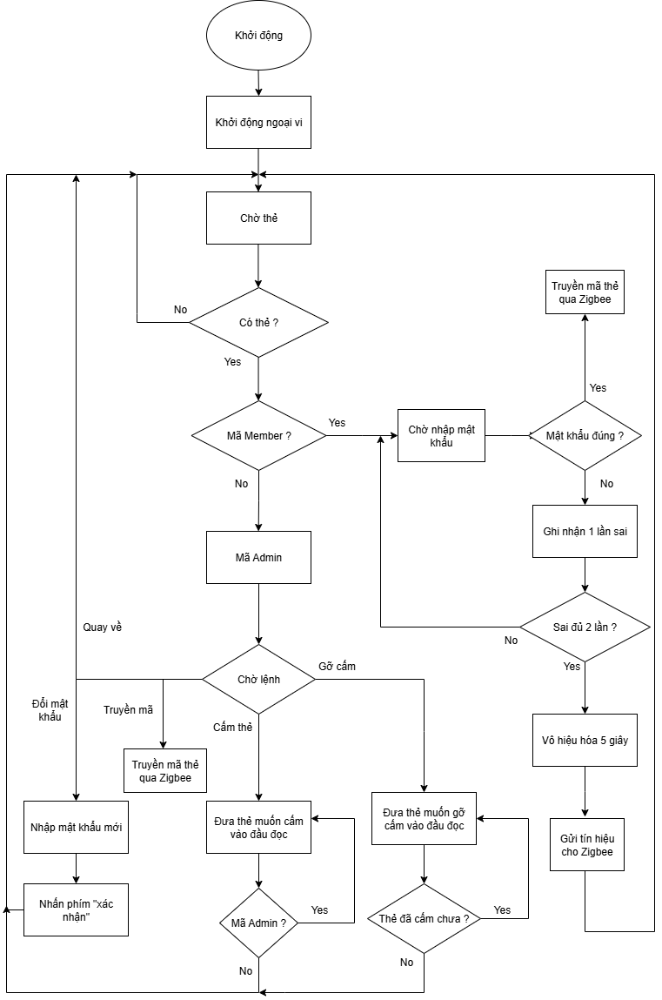 Khởi động
Khởi động ngoại vi
Chờ thẻ
Có thẻ ?
No
Yes
Mã Member ?
Yes
No
Chờ nhập mật
khẩu
Mật khẩu đúng ?
Yes
Truyền mã thẻ
qua Zigbee
No
Ghi nhận 1 lần sai
Sai đủ 2 lần ?
No
Yes
Vô hiệu hóa 5 giây
Gửi tín hiệu
cho Zigbee
Mã Admin
Chờ lệnh
Quay về
Đổi mật
khẩu
Truyền mã
Cấm thẻ
Gỡ cấm
Truyền mã thẻ
qua Zigbee
Nhập mật khẩu mới
Nhấn phím "xác
nhận"
Đưa thẻ muốn cấm
vào đầu đọc
Mã Admin ?
Yes
No
Đưa thẻ muốn gỡ
cấm vào đầu đọc
Thẻ đã cấm chưa ?
Yes
No